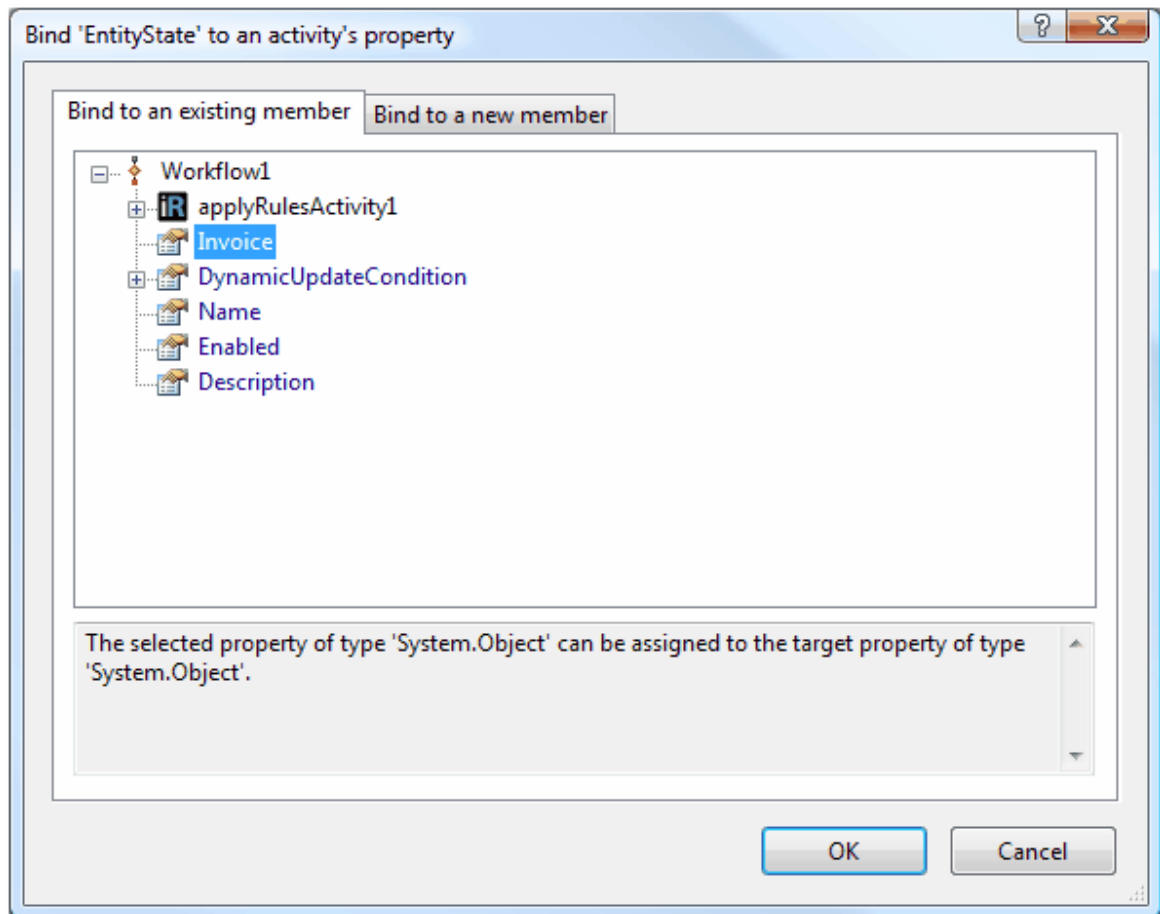 Bind 'EntityState' to an activity's property
Bind to an existing member
Bind to a new member
Workflow1
iR applyRulesActivity1
Invoice
DynamicUpdateCondition
Name
Enabled
Description
The selected property of type 'System.Object' can be assigned to the target property of type
'System.Object'.
OK
Cancel